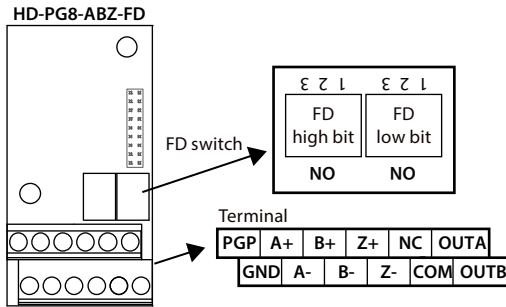 HD-PG8-ABZ-FD
3 2 1 3 2 1
FD high bit
FD low bit
NO NO
FD switch
Terminal
PGP A+ B+ Z+ NC OUTA
GND A- B- Z- COM OUTB